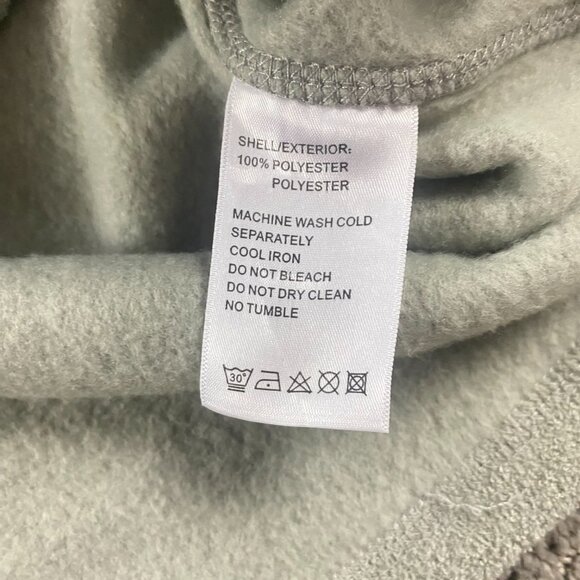 SHELL/EXTERIOR:
100% POLYESTER
POLYESTER
MACHINE WASH COLD
SEPARATELY
COOL IRON
DO NOT BLEACH
DO NOT DRY CLEAN
NO TUMBLE
30°